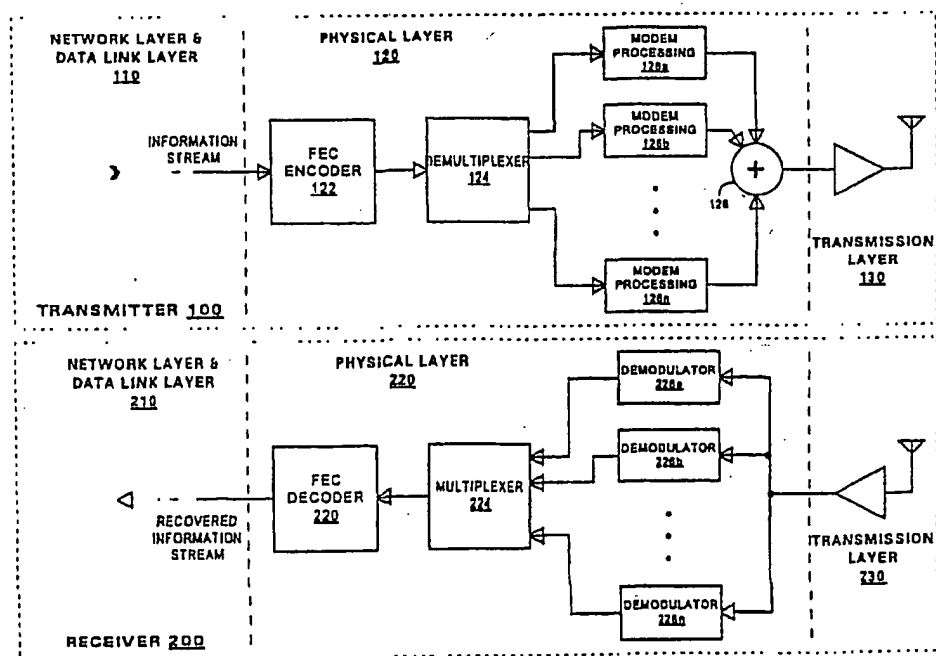 NETWORK LAYER &
DATA LINK LAYER
110
PHYSICAL LAYER
120
INFORMATION
STREAM
FEC
ENCODER
122
DEMULTIPLEXER
124
MODEM
PROCESSING
126a
MODEM
PROCESSING
126b
MODEM
PROCESSING
126n
+
128
TRANSMISSION
LAYER
130
TRANSMITTER 100
NETWORK LAYER &
DATA LINK LAYER
210
PHYSICAL LAYER
220
RECOVERED
INFORMATION
STREAM
FEC
DECODER
220
MULTIPLEXER
224
DEMODULATOR
226a
DEMODULATOR
226b
DEMODULATOR
226n
TRANSMISSION
LAYER
230
RECEIVER 200